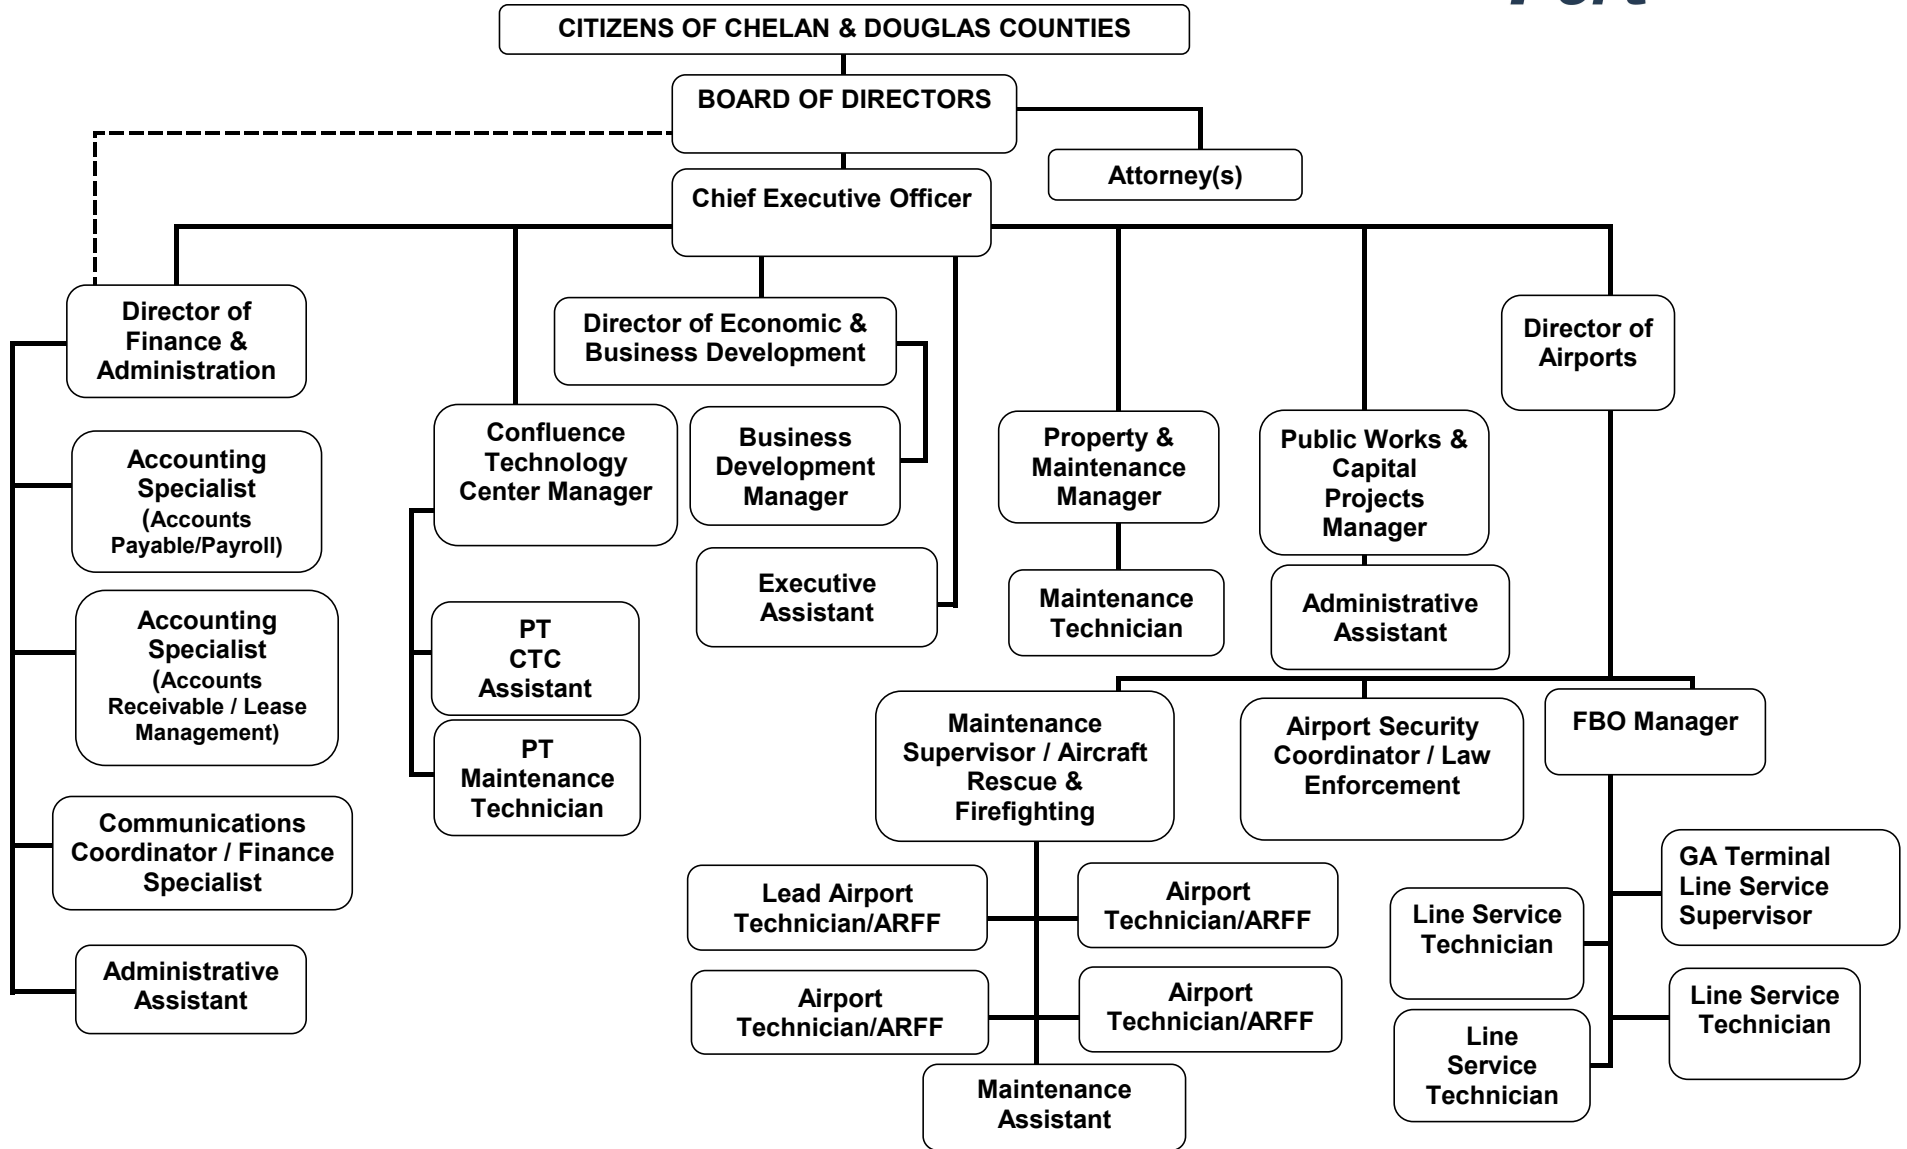 Port
CITIZENS OF CHELAN & DOUGLAS COUNTIES
BOARD OF DIRECTORS
Attorney(s)
Chief Executive Officer
Director of
Finance &
Administration
Director of Economic &
Business Development
Director of
Airports
Confluence
Technology
Center Manager
Business
Development
Manager
Property &
Maintenance
Manager
Public Works &
Capital
Projects
Manager
Accounting
Specialist
(Accounts
Payable/Payroll)
Executive
Assistant
Maintenance
Technician
Administrative
Assistant
Accounting
Specialist
(Accounts
Receivable / Lease
Management)
PT
CTC
Assistant
PT
Maintenance
Technician
Maintenance
Supervisor / Aircraft
Rescue &
Firefighting
Airport Security
Coordinator / Law
Enforcement
FBO Manager
Communications
Coordinator / Finance
Specialist
Lead Airport
Technician/ARFF
Airport
Technician/ARFF
Line Service
Technician
GA Terminal
Line Service
Supervisor
Administrative
Assistant
Airport
Technician/ARFF
Airport
Technician/ARFF
Line
Service
Technician
Line Service
Technician
Maintenance
Assistant